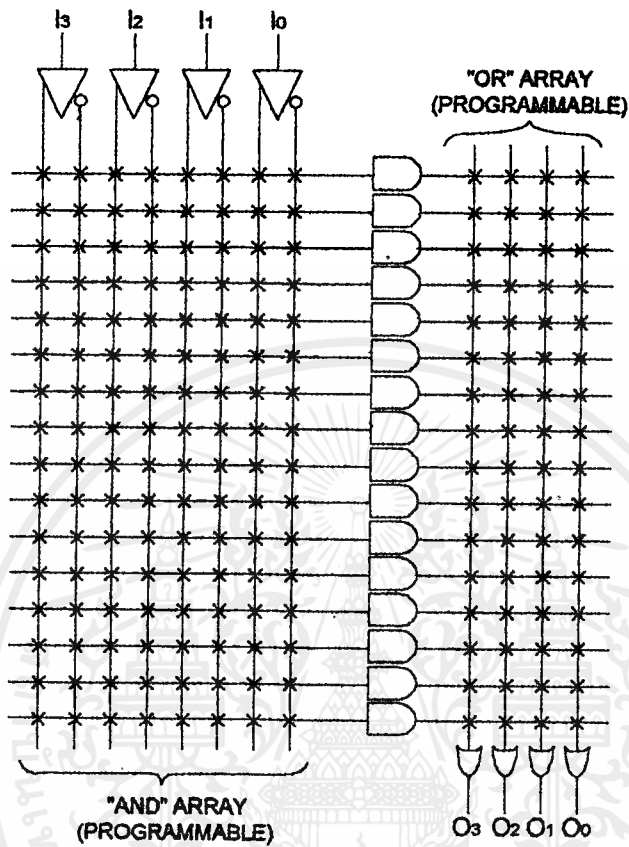 I3 I2 I1 I0
"OR" ARRAY
(PROGRAMMABLE)
"AND" ARRAY
(PROGRAMMABLE)
O3 O2 O1 O0